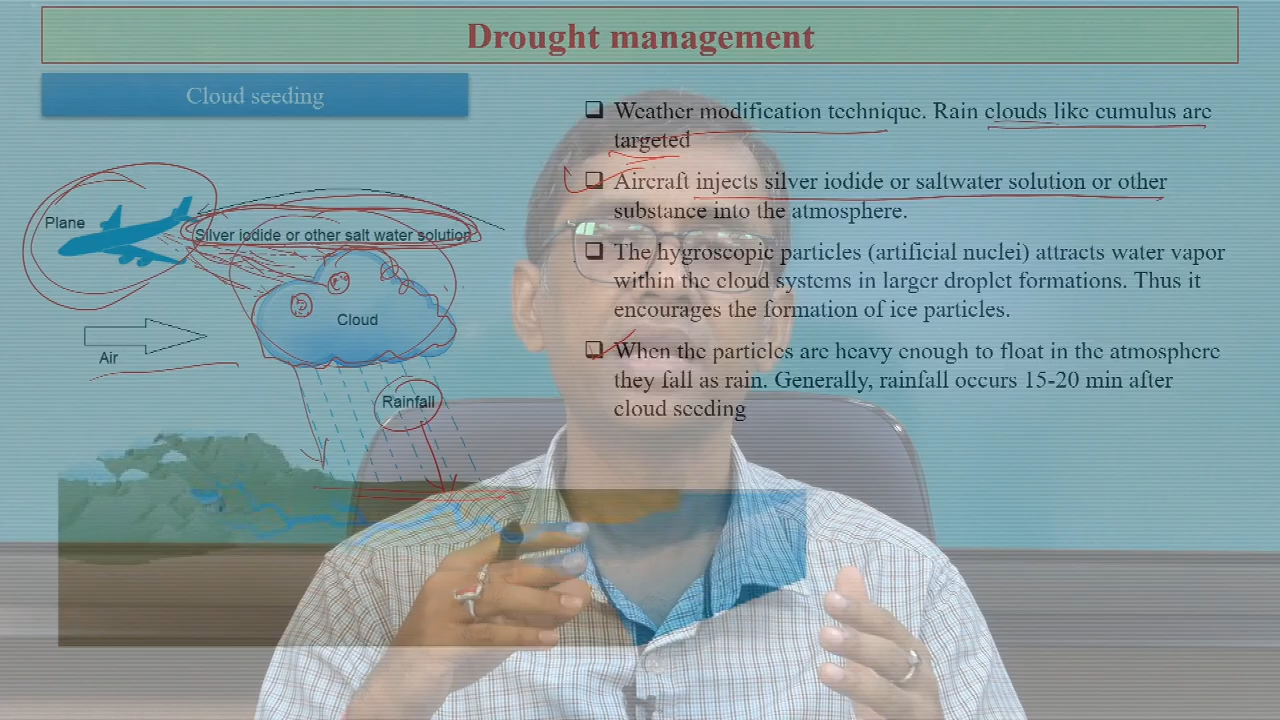 Drought management
Cloud seeding
Weather modification technique. Rain clouds like cumulus are
targeted
Aircraft injects silver iodide or saltwater solution or other
substance into the atmosphere.
The hygroscopic particles (artificial nuclei) attracts water vapor
within the cloud systems in larger droplet formations. Thus it
encourages the formation of ice particles.
When the particles are heavy enough to float in the atmosphere
they fall as rain. Generally, rainfall occurs 15-20 min after
cloud seeding
Plane
Silver iodide or other salt water solution
Cloud
Air
Rainfall